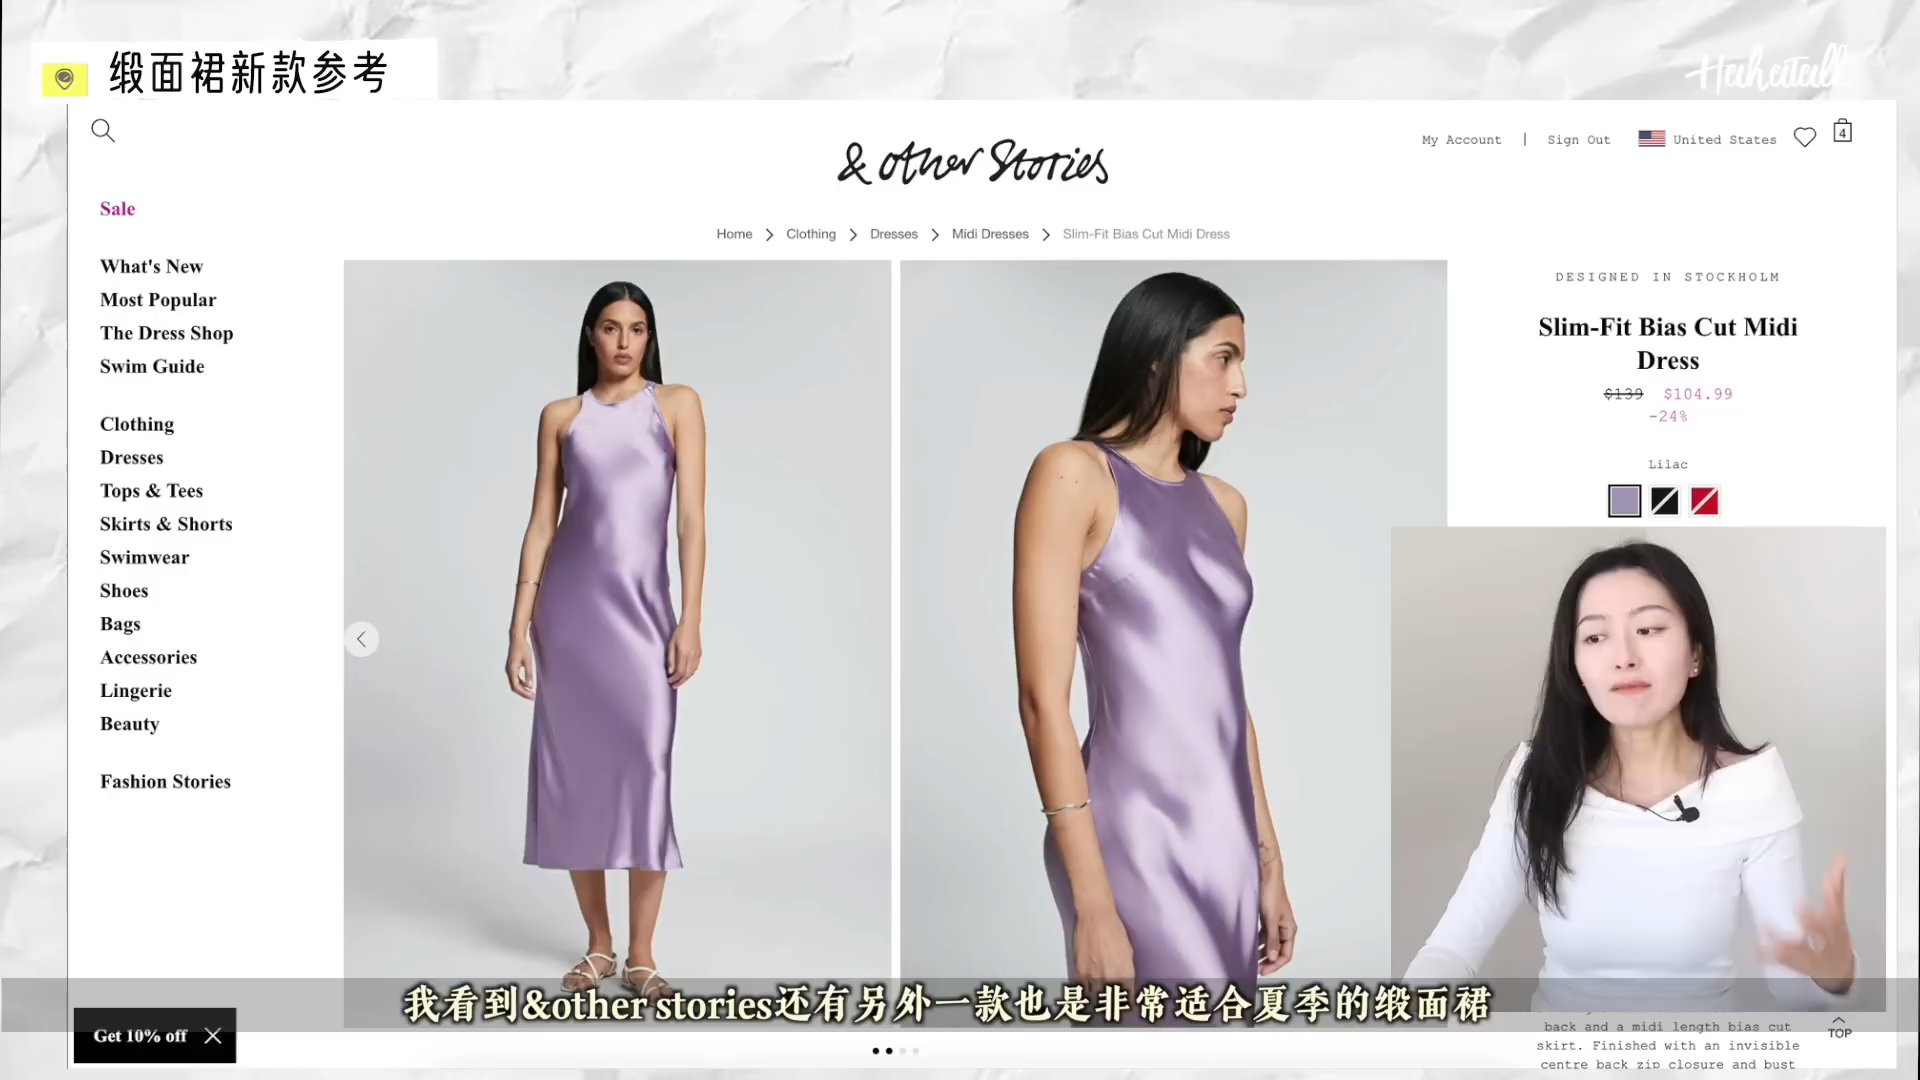 缎面裙新款参考
Hahatall
& Other Stories
My Account | Sign Out United States 4
Sale
What's New
Most Popular
The Dress Shop
Swim Guide
Clothing
Dresses
Tops & Tees
Skirts & Shorts
Swimwear
Shoes
Bags
Accessories
Lingerie
Beauty
Fashion Stories
Home > Clothing > Dresses > Midi Dresses > Slim-Fit Bias Cut Midi Dress
DESIGNED IN STOCKHOLM
Slim-Fit Bias Cut Midi
Dress
$139 $104.99
-24%
Lilac
我看到&other stories还有另外一款也是非常适合夏季的缎面裙
back and a midi length bias cut
skirt. Finished with an invisible
centre back zip closure and bust
TOP
Get 10% off